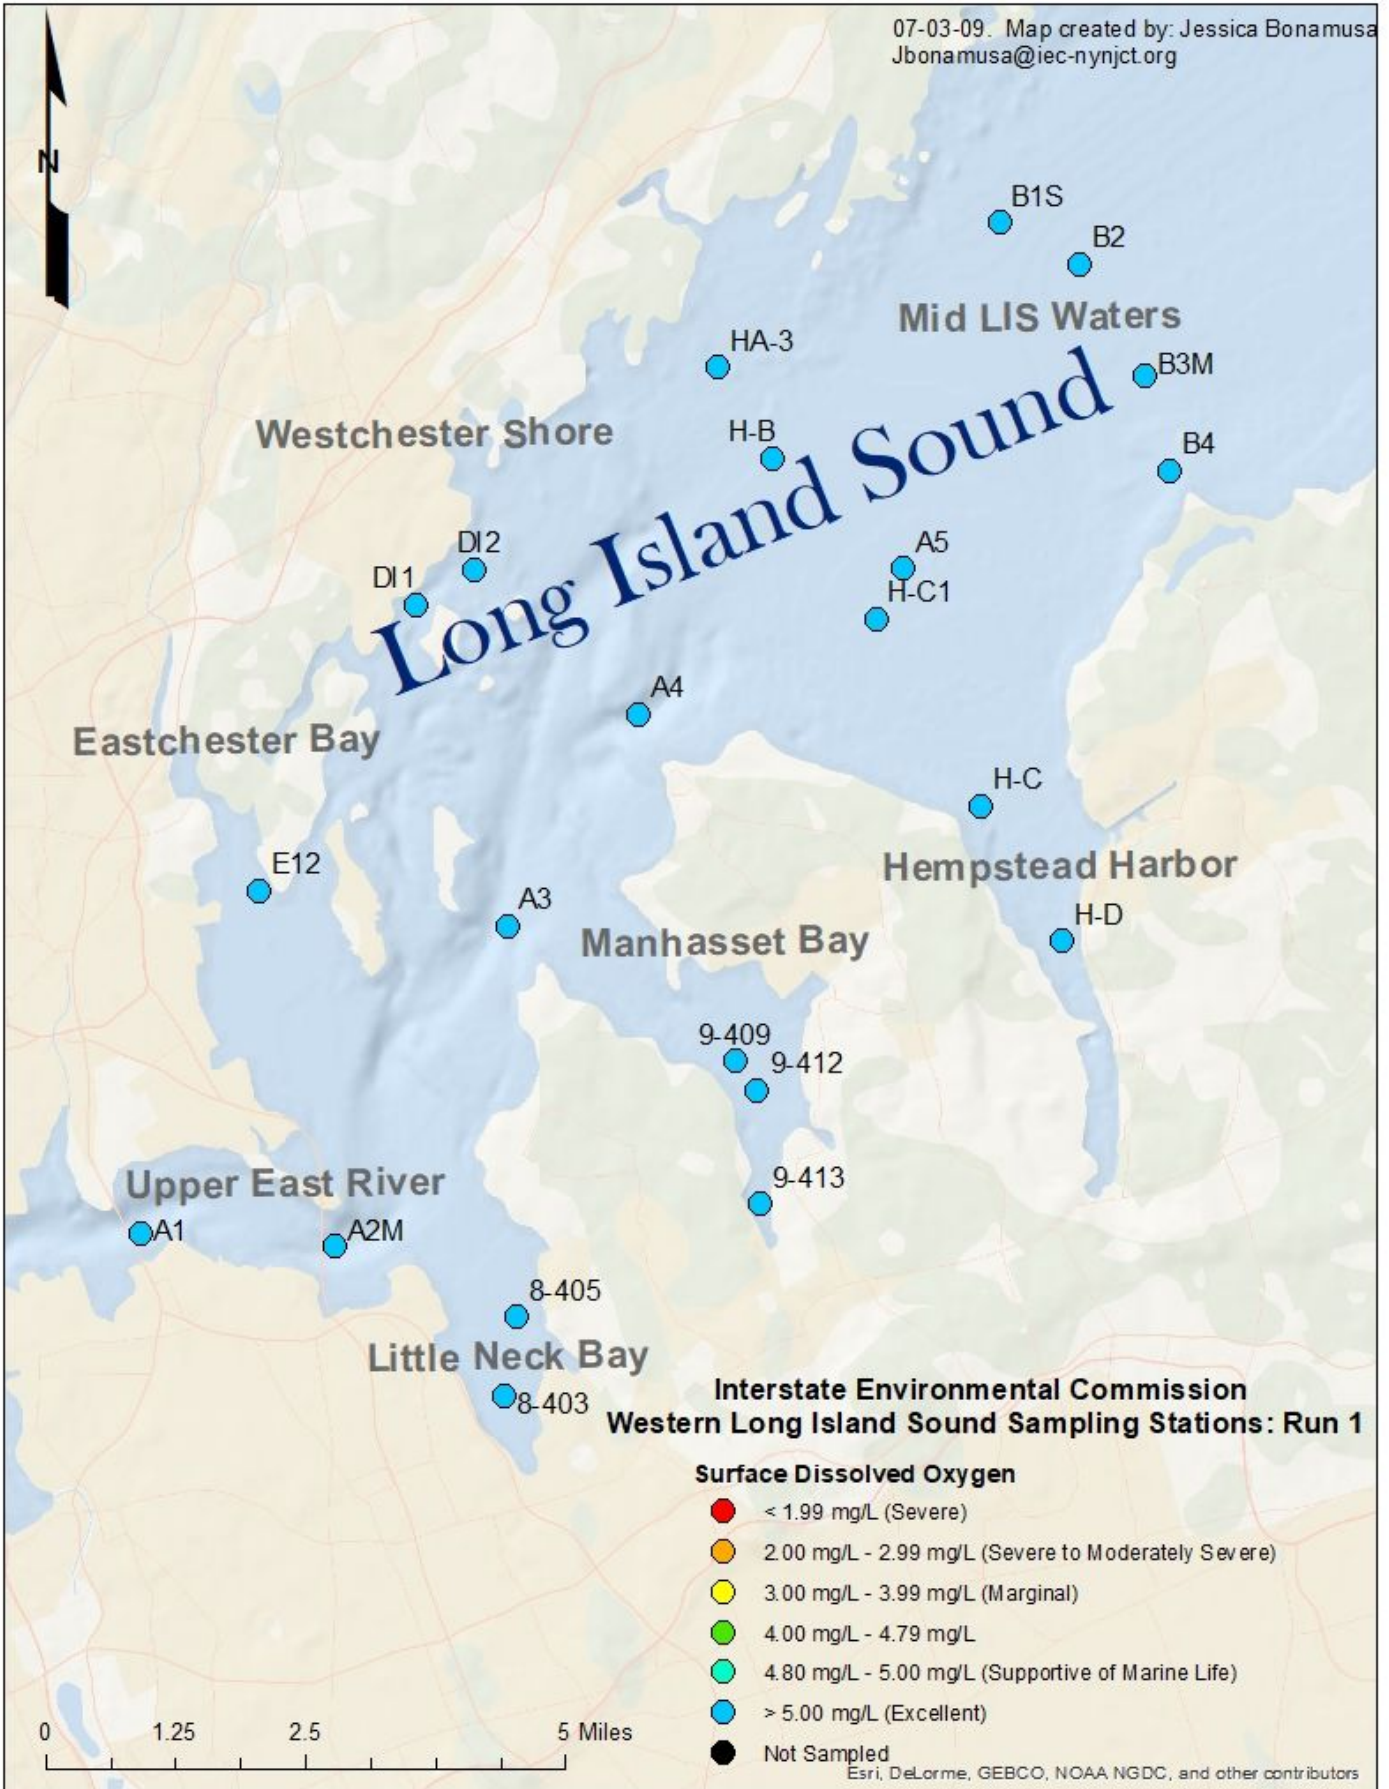 07-03-09. Map created by: Jessica Bonamusa
Jbonamusa@iec-nynjct.org
N
B1S
B2
Mid LIS Waters
HA-3
B3M
Westchester Shore
H-B
B4
Long Island Sound
DI2
A5
DI1
H-C1
A4
Eastchester Bay
H-C
E12
Hempstead Harbor
A3
H-D
Manhasset Bay
9-409
9-412
9-413
Upper East River
A1
A2M
8-405
Little Neck Bay
8-403
Interstate Environmental Commission
Western Long Island Sound Sampling Stations: Run 1
Surface Dissolved Oxygen
< 1.99 mg/L (Severe)
2.00 mg/L - 2.99 mg/L (Severe to Moderately Severe)
3.00 mg/L - 3.99 mg/L (Marginal)
4.00 mg/L - 4.79 mg/L
4.80 mg/L - 5.00 mg/L (Supportive of Marine Life)
> 5.00 mg/L (Excellent)
Not Sampled
0 1.25 2.5 5 Miles
Esri, DeLorme, GEBCO, NOAA NGDC, and other contributors